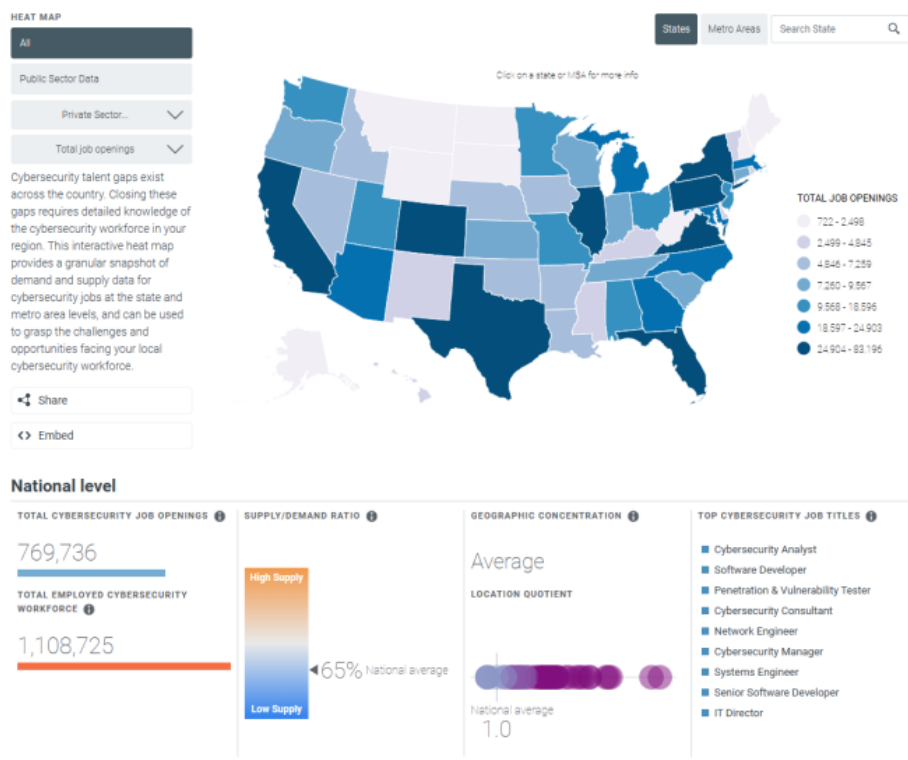 HEAT MAP
All
Public Sector Data
Private Sector...
Total job openings
Cybersecurity talent gaps exist
across the country. Closing these
gaps requires detailed knowledge of
the cybersecurity workforce in your
region. This interactive heat map
provides a granular snapshot of
demand and supply data for
cybersecurity jobs at the state and
metro area levels, and can be used
to grasp the challenges and
opportunities facing your local
cybersecurity workforce.
Share
<> Embed
States
Metro Areas
Search State
Click on a state or MSA for more info
TOTAL JOB OPENINGS
722 - 2,498
2,499 - 4,845
4,846 - 7,259
7,260 - 9,567
9,568 - 18,596
18,597 - 24,903
24,904 - 83,196
National level
TOTAL CYBERSECURITY JOB OPENINGS
769,736
TOTAL EMPLOYED CYBERSECURITY
WORKFORCE
1,108,725
SUPPLY/DEMAND RATIO
High Supply
65% National average
Low Supply
GEOGRAPHIC CONCENTRATION
Average
LOCATION QUOTIENT
National average
1.0
TOP CYBERSECURITY JOB TITLES
Cybersecurity Analyst
Software Developer
Penetration & Vulnerability Tester
Cybersecurity Consultant
Network Engineer
Cybersecurity Manager
Systems Engineer
Senior Software Developer
IT Director